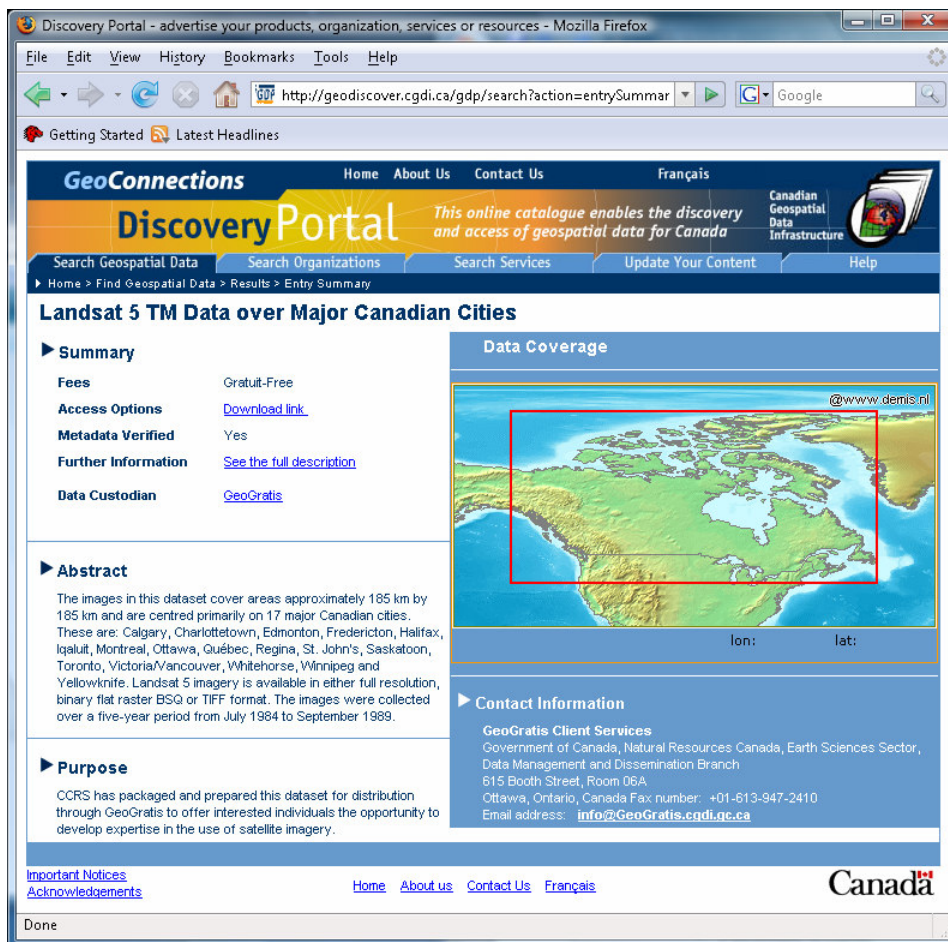 Discovery Portal - advertise your products, organization, services or resources - Mozilla Firefox
File Edit View History Bookmarks Tools Help
GDP http://geodiscover.cgdi.ca/gdp/search?action=entrySummar G Google
Getting Started Latest Headlines
GeoConnections Home About Us Contact Us Français
Discovery Portal
This online catalogue enables the discovery
and access of geospatial data for Canada
Canadian
Geospatial
Data
Infrastructure
Search Geospatial Data Search Organizations Search Services Update Your Content Help
Home > Find Geospatial Data > Results > Entry Summary
Landsat 5 TM Data over Major Canadian Cities
Summary
Fees Gratuit-Free
Access Options Download link
Metadata Verified Yes
Further Information See the full description
Data Custodian GeoGratis
Abstract
The images in this dataset cover areas approximately 185 km by
185 km and are centred primarily on 17 major Canadian cities.
These are: Calgary, Charlottetown, Edmonton, Fredericton, Halifax,
Iqaluit, Montreal, Ottawa, Québec, Regina, St. John's, Saskatoon,
Toronto, Victoria/Vancouver, Whitehorse, Winnipeg and
Yellowknife. Landsat 5 imagery is available in either full resolution,
binary flat raster BSQ or TIFF format. The images were collected
over a five-year period from July 1984 to September 1989.
Purpose
CCRS has packaged and prepared this dataset for distribution
through GeoGratis to offer interested individuals the opportunity to
develop expertise in the use of satellite imagery.
Data Coverage
@www.demis.nl
lon: lat:
Contact Information
GeoGratis Client Services
Government of Canada, Natural Resources Canada, Earth Sciences Sector,
Data Management and Dissemination Branch
615 Booth Street, Room 06A
Ottawa, Ontario, Canada Fax number: +01-613-947-2410
Email address: info@GeoGratis.cgdi.gc.ca
Important Notices
Acknowledgements
Home About us Contact Us Français
Canada
Done